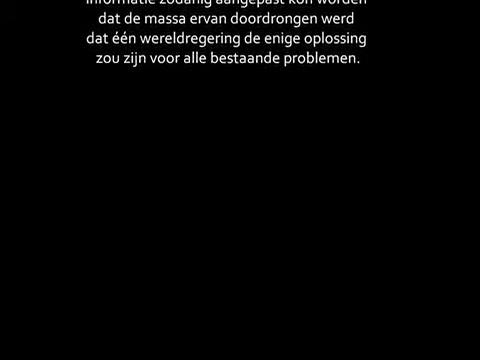 informatie zodanig aangepast kon worden
dat de massa ervan doordrongen werd
dat één wereldregering de enige oplossing
zou zijn voor alle bestaande problemen.